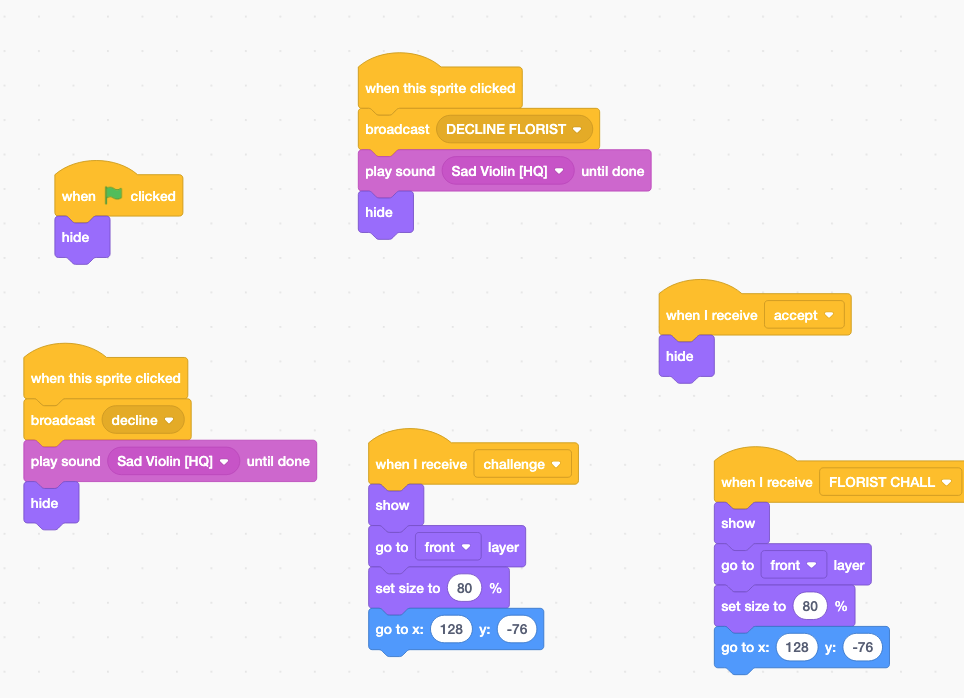 when this sprite clicked
broadcast DECLINE FLORIST
play sound Sad Violin [HQ] until done
hide
when clicked
hide
when I receive accept
hide
when this sprite clicked
broadcast decline
play sound Sad Violin [HQ] until done
hide
when I receive challenge
show
go to front layer
set size to 80 %
go to x: 128 y: -76
when I receive FLORIST CHALL
show
go to front layer
set size to 80 %
go to x: 128 y: -76